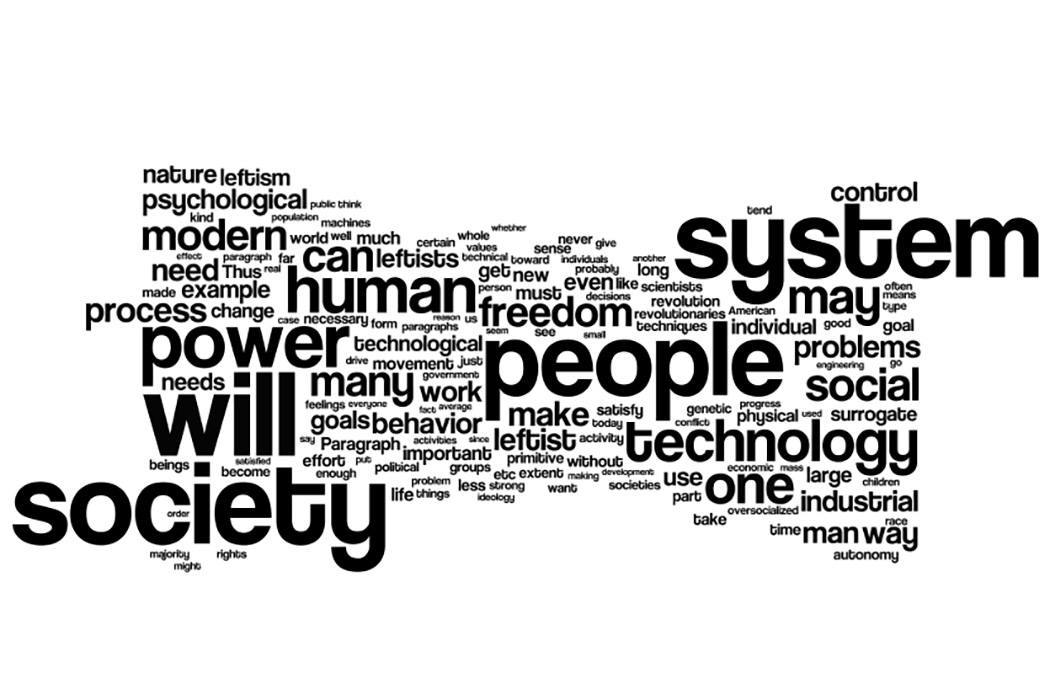 nature leftism
control
psychological public think
tend
system
kind population machines
whether
modern world well much certain whole never give
values sense
effect paragraph far can leftists technical toward individuals another
need Thus real get new probably long
human person even like scientists often
made example must decisions may means
process change revolution type
case necessary reason us freedom revolutionaries American
form paragraphs seem see small techniques individual good goal
power technological people problems
drive movement just engineering go
needs many government work social
will feelings everyone fact average make satisfy genetic progress
goals behavior today conflict physical used surrogate
say Paragraph activities since leftist activity technology
important
beings satisfied effort put primitive without
become enough political groups etc extent making development economic mass large children
society problem less strong want societies use one
life things ideology part industrial
order oversocialized
take race
time man way
majority rights autonomy
might